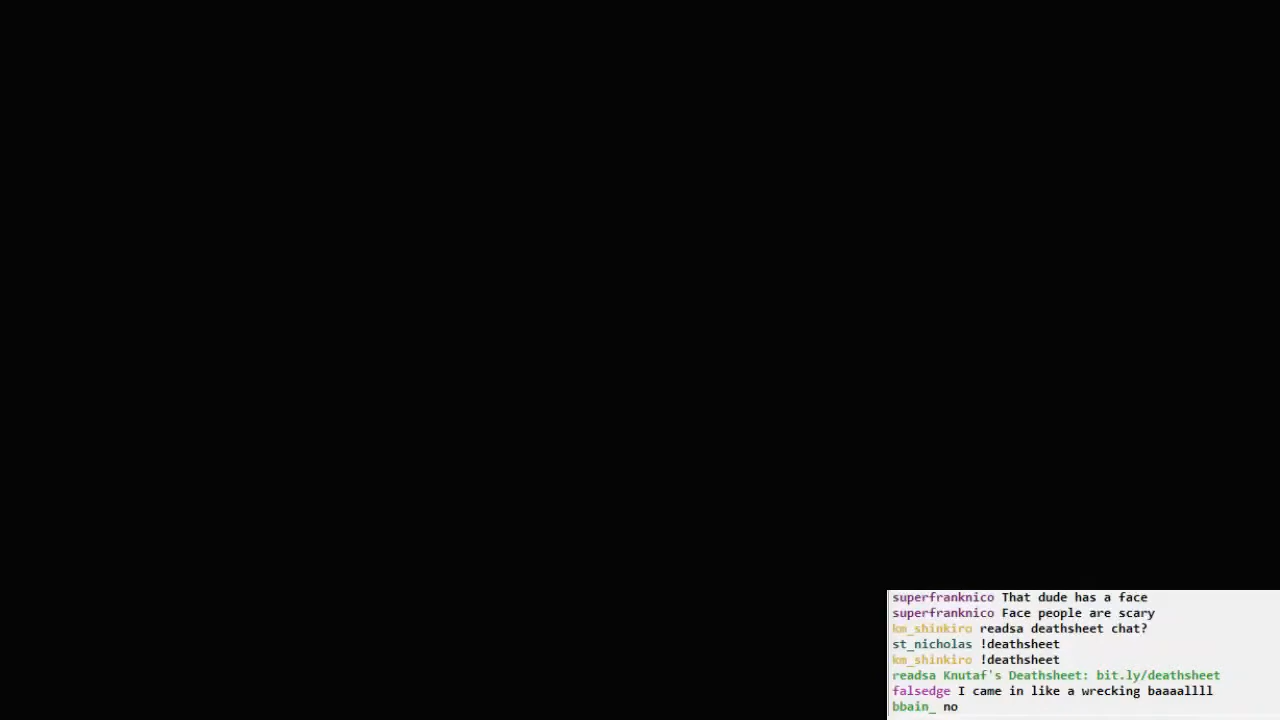 superfranknico That dude has a face
superfranknico Face people are scary
km_shinkiro readsa deathsheet chat?
st_nicholas !deathsheet
km_shinkiro !deathsheet
readsa Knutaf's Deathsheet: bit.ly/deathsheet
falsedge I came in like a wrecking baaaallll
bbain_ no